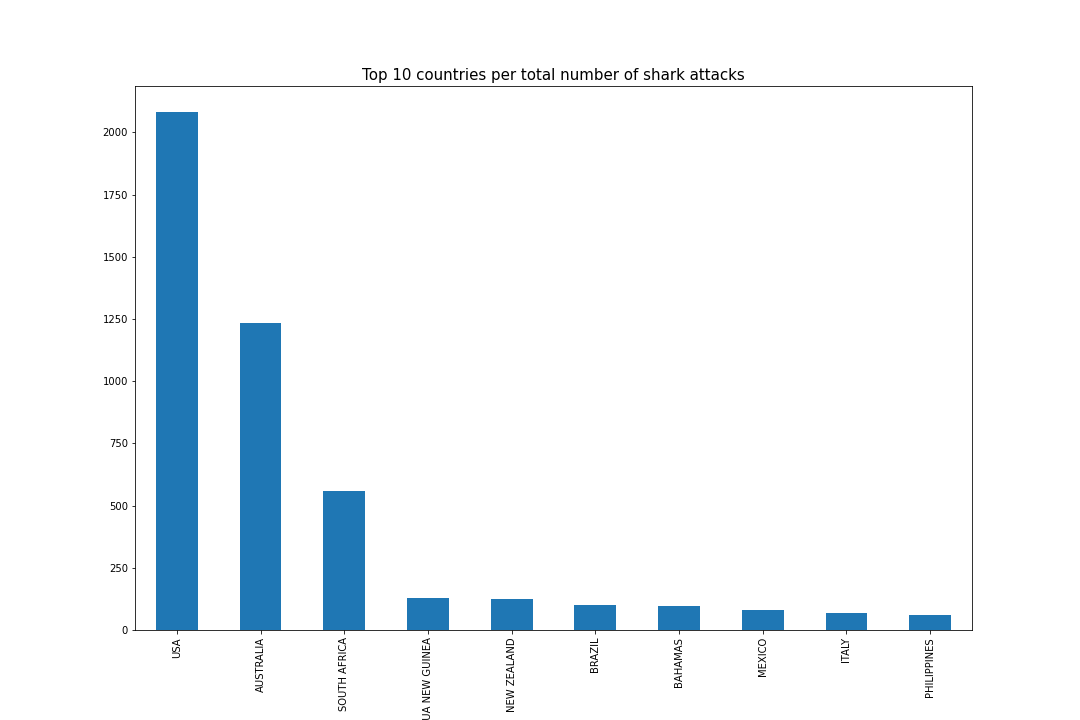 Top 10 countries per total number of shark attacks
2000
1750
1500
1250
1000
750
500
250
0
USA
AUSTRALIA
SOUTH AFRICA
UA NEW GUINEA
NEW ZEALAND
BRAZIL
BAHAMAS
MEXICO
ITALY
PHILIPPINES